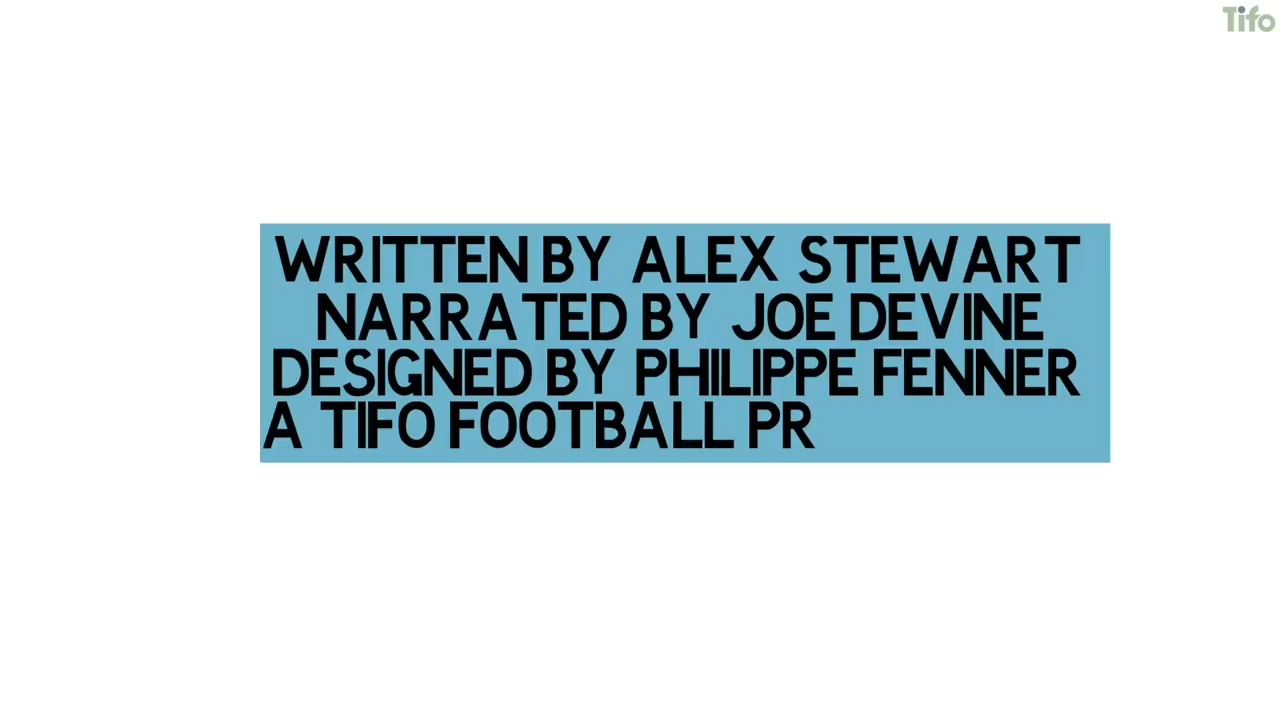 Tifo
WRITTEN BY ALEX STEWART
NARRATED BY JOE DEVINE
DESIGNED BY PHILIPPE FENNER
A TIFO FOOTBALL PR